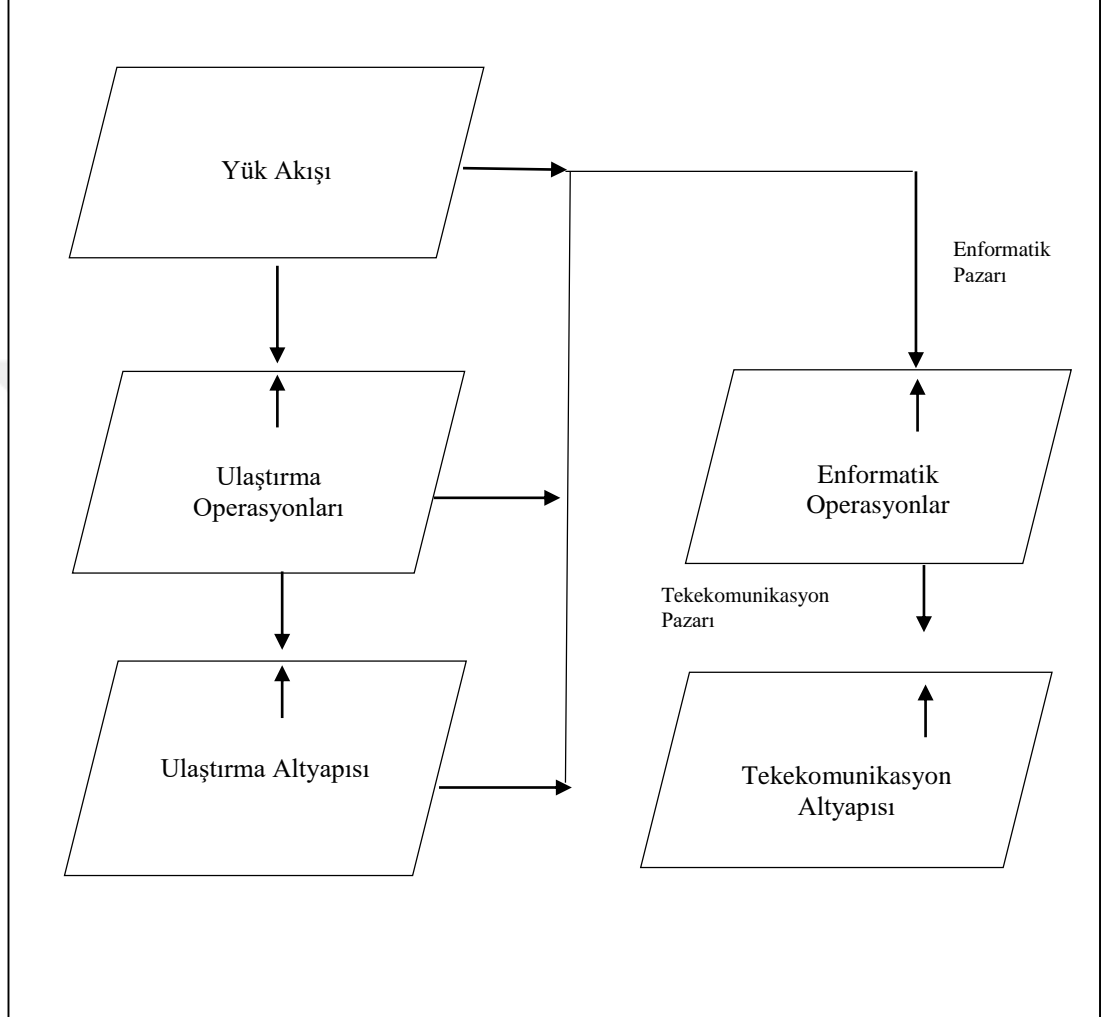 Yük Akışı
Enformatik
Pazarı
Ulaştırma
Operasyonları
Enformatik
Operasyonlar
Tekekomunikasyon
Pazarı
Ulaştırma Altyapısı
Tekekomunikasyon
Altyapısı